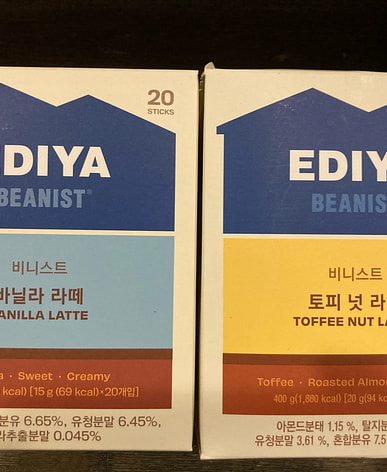 20
STICKS
DIYA
BEANIST®
비니스트
바닐라 라떼
ANILLA LATTE
Sweet · Creamy
kcal) [15 g (69 kcal)×20개입]
분유 6.65%, 유청분말 6.45%,
라추출분말 0.045%
EDIY
BEANIS
비니스트
토피 넛 라
TOFFEE NUT LA
Toffee · Roasted Almo
400 g(1,880 kcal) [20 g(94 kc
아몬드분태 1.15 %, 탈지분
유청분말 3.61 %, 혼합분유 7.5